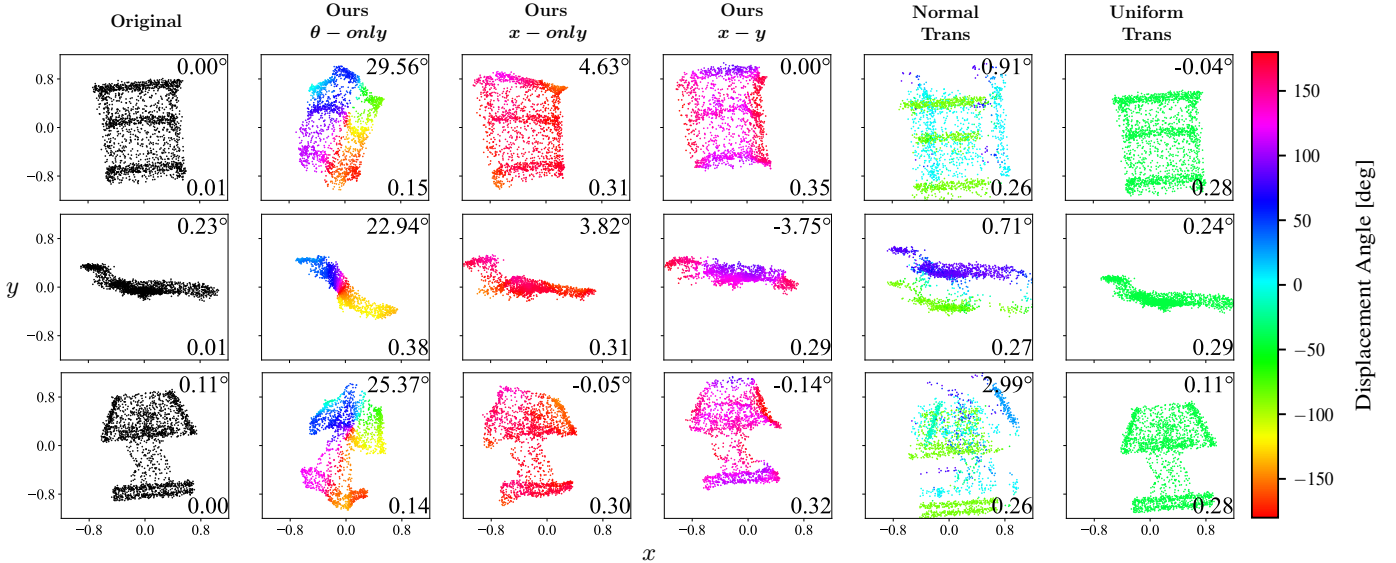 Original
Ours
θ − only
Ours
x − only
Ours
x − y
Normal
Trans
Uniform
Trans
0.8
0.0
−0.8
0.00°
0.01
29.56°
0.15
4.63°
0.31
0.00°
0.35
0.91°
0.26
-0.04°
0.28
0.8
0.0
−0.8
0.23°
0.01
22.94°
0.38
3.82°
0.31
-3.75°
0.29
0.71°
0.27
0.24°
0.29
y
0.8
0.0
−0.8
0.11°
0.00
25.37°
0.14
-0.05°
0.30
-0.14°
0.32
2.99°
0.26
0.11°
0.28
−0.8 0.0 0.8
−0.8 0.0 0.8
−0.8 0.0 0.8
−0.8 0.0 0.8
−0.8 0.0 0.8
−0.8 0.0 0.8
x
150
100
50
0
−50
−100
−150
Displacement Angle [deg]